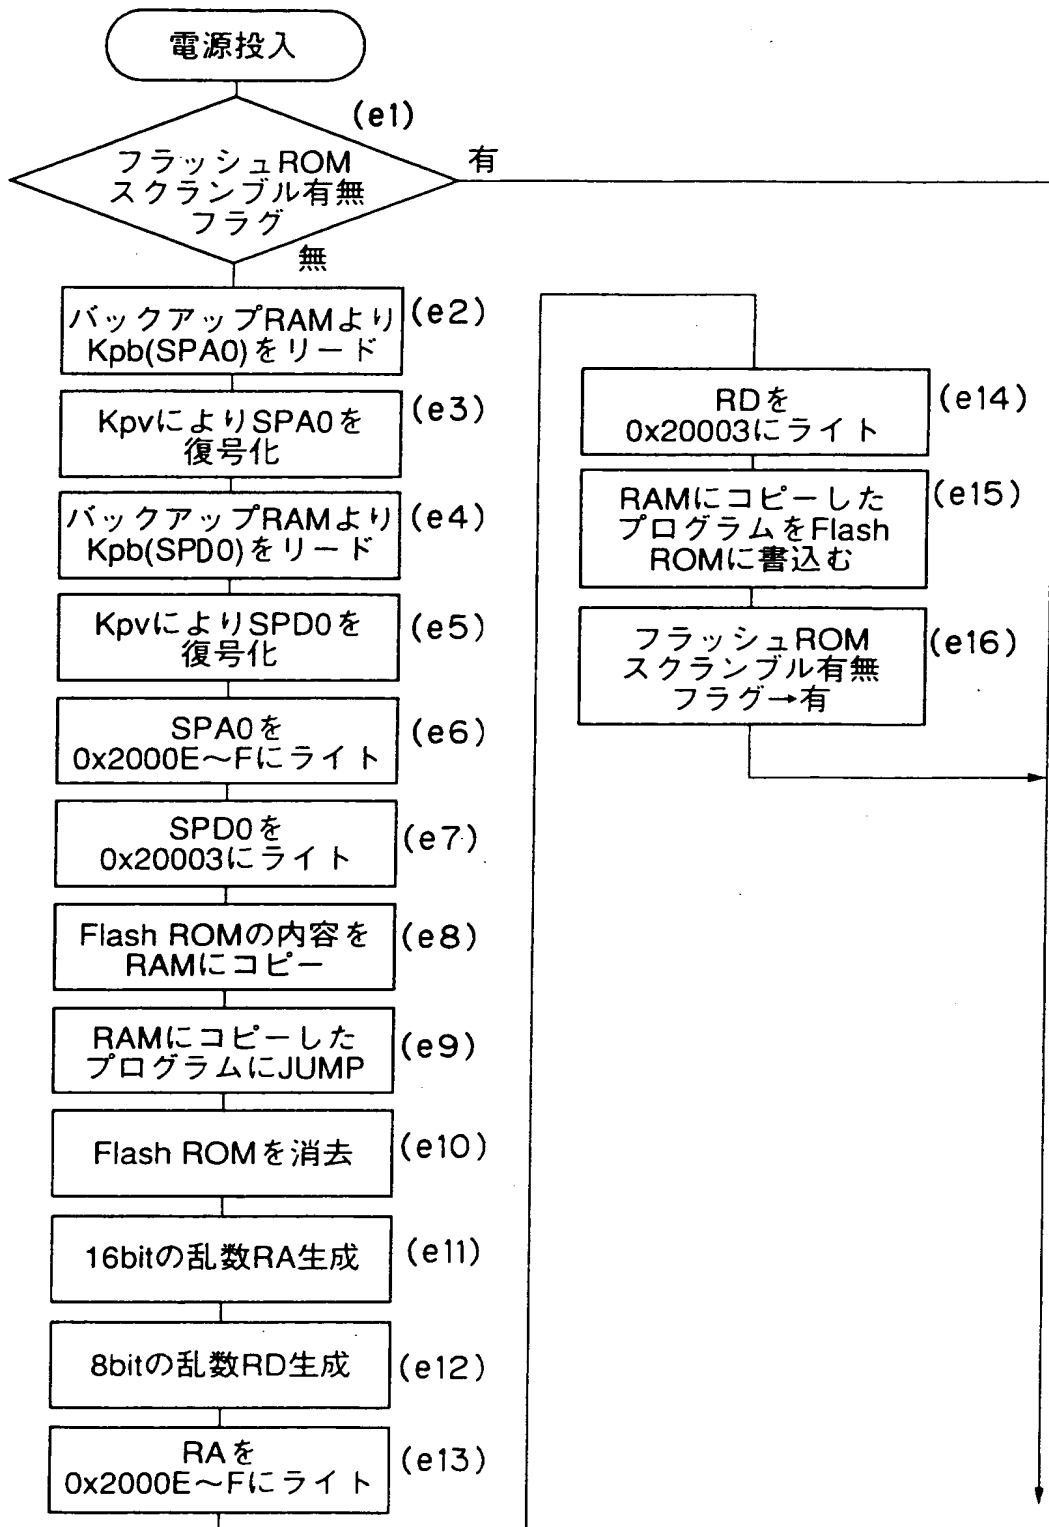 電源投入
(e1)
フラッシュROM
スクランブル有無
フラグ
有
無
バックアップRAMより
Kpb(SPA0)をリード
(e2)
KpvによりSPA0を
復号化
(e3)
バックアップRAMより
Kpb(SPD0)をリード
(e4)
KpvによりSPD0を
復号化
(e5)
SPA0を
0x2000E～Fにライト
(e6)
SPD0を
0x20003にライト
(e7)
Flash ROMの内容を
RAMにコピー
(e8)
RAMにコピーした
プログラムにJUMP
(e9)
Flash ROMを消去
(e10)
16bitの乱数RA生成
(e11)
8bitの乱数RD生成
(e12)
RAを
0x2000E～Fにライト
(e13)
RDを
0x20003にライト
(e14)
RAMにコピーした
プログラムをFlash
ROMに書込む
(e15)
フラッシュROM
スクランブル有無
フラグ→有
(e16)